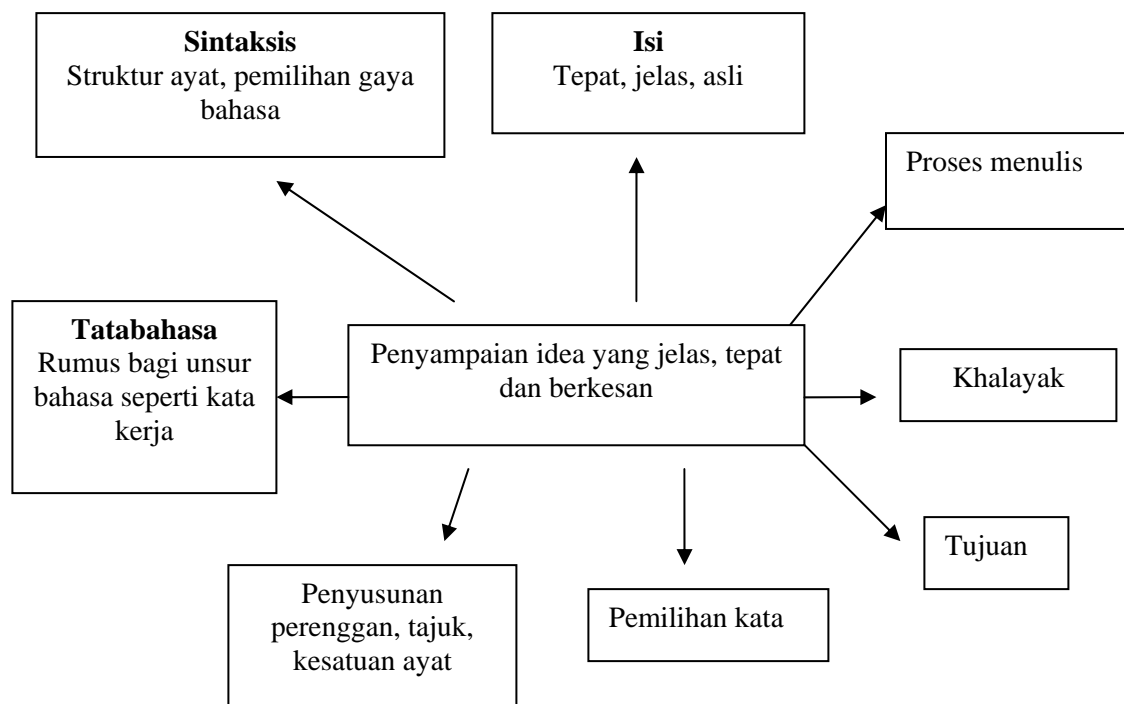 Sintaksis
Struktur ayat, pemilihan gaya
bahasa
Isi
Tepat, jelas, asli
Proses menulis
Tatabahasa
Rumus bagi unsur
bahasa seperti kata
kerja
Penyampaian idea yang jelas, tepat
dan berkesan
Khalayak
Tujuan
Penyusunan
perenggan, tajuk,
kesatuan ayat
Pemilihan kata